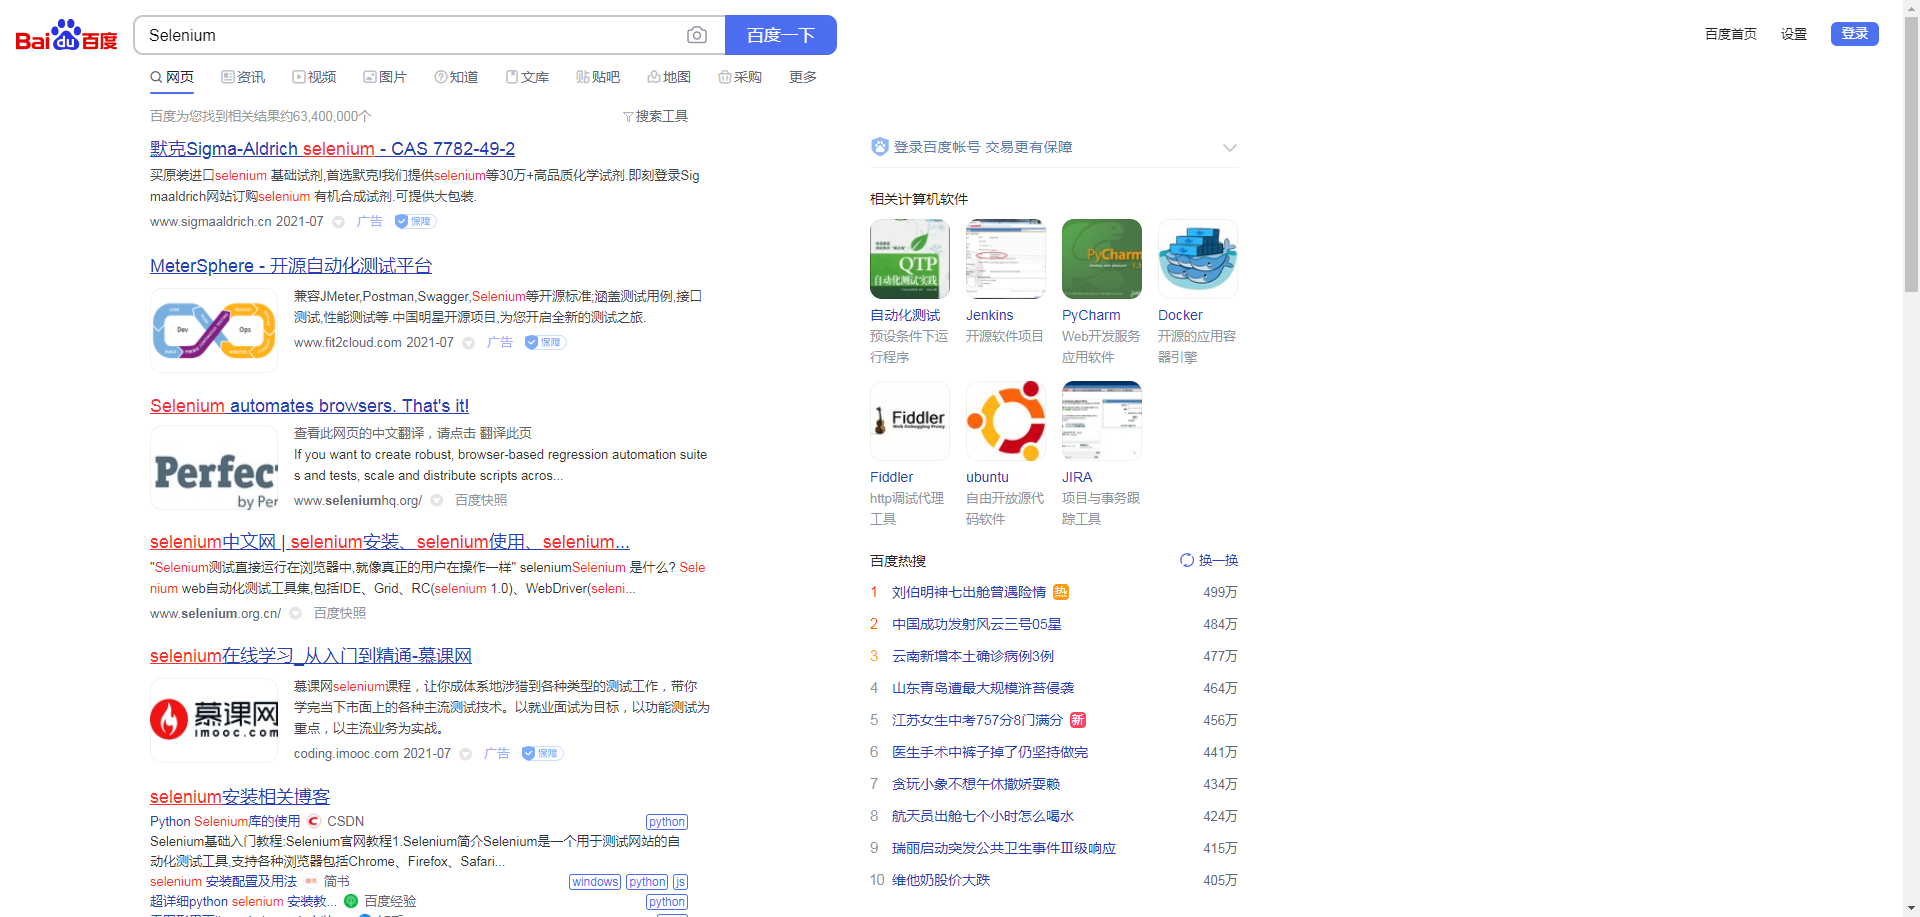 Bai du 百度
Selenium
百度一下
百度首页
设置
登录
网页
资讯
视频
图片
知道
文库
贴吧
地图
采购
更多
百度为您找到相关结果约63,400,000个
搜索工具
默克Sigma-Aldrich selenium - CAS 7782-49-2
买原装进口selenium 基础试剂,首选默克!我们提供selenium等30万+高品质化学试剂.即刻登录Sig
maaldrich网站订购selenium 有机合成试剂.可提供大包装.
www.sigmaaldrich.cn 2021-07 广告 保障
MeterSphere - 开源自动化测试平台
Dev
Ops
兼容JMeter,Postman,Swagger,Selenium等开源标准;涵盖测试用例,接口
测试,性能测试等.中国明星开源项目,为您开启全新的测试之旅.
www.fit2cloud.com 2021-07 广告 保障
Selenium automates browsers. That's it!
Perfec
by Per
查看此网页的中文翻译，请点击 翻译此页
If you want to create robust, browser-based regression automation suite
s and tests, scale and distribute scripts acros...
www.seleniumhq.org/ 百度快照
selenium中文网 | selenium安装、selenium使用、selenium...
"Selenium测试直接运行在浏览器中,就像真正的用户在操作一样" seleniumSelenium 是什么? Sele
nium web自动化测试工具集,包括IDE、Grid、RC(selenium 1.0)、WebDriver(seleni...
www.selenium.org.cn/ 百度快照
selenium在线学习_从入门到精通-慕课网
慕课网
imooc.com
慕课网selenium课程，让你成体系地涉猎到各种类型的测试工作，带你
学完当下市面上的各种主流测试技术。以就业面试为目标，以功能测试为
重点，以主流业务为实战。
coding.imooc.com 2021-07 广告 保障
selenium安装相关博客
Python Selenium库的使用 CSDN python
Selenium基础入门教程:Selenium官网教程1.Selenium简介Selenium是一个用于测试网站的自
动化测试工具,支持各种浏览器包括Chrome、Firefox、Safari...
selenium 安装配置及用法 简书 windows python js
超详细python selenium 安装教... 百度经验 python
登录百度帐号 交易更有保障
相关计算机软件
QTP
自动化测试实践
PyCharm
自动化测试
预设条件下运
行程序
Jenkins
开源软件项目
PyCharm
Web开发服务
应用软件
Docker
开源的应用容
器引擎
Fiddler
Web Debugging Proxy
Fiddler
http调试代理
工具
ubuntu
自由开放源代
码软件
JIRA
项目与事务跟
踪工具
百度热搜
换一换
1 刘伯明神七出舱曾遇险情 热 499万
2 中国成功发射风云三号05星 484万
3 云南新增本土确诊病例3例 477万
4 山东青岛遭最大规模浒苔侵袭 464万
5 江苏女生中考757分8门满分 新 456万
6 医生手术中裤子掉了仍坚持做完 441万
7 贪玩小象不想午休撒娇耍赖 434万
8 航天员出舱七个小时怎么喝水 424万
9 瑞丽启动突发公共卫生事件Ⅲ级响应 415万
10 维他奶股价大跌 405万